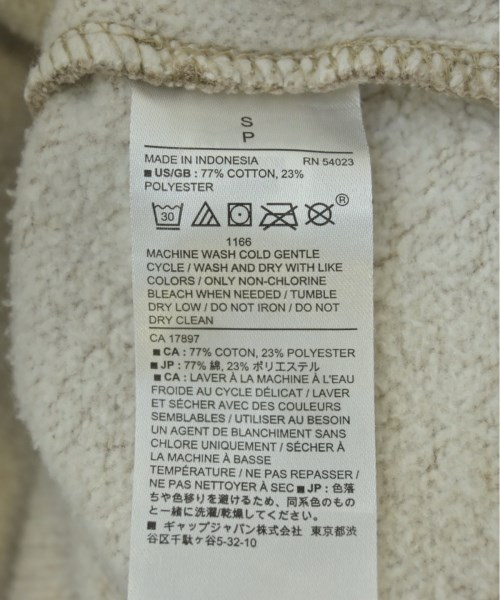 S
P
MADE IN INDONESIA RN 54023
■ US/GB : 77% COTTON, 23%
POLYESTER
30 ®
1166
MACHINE WASH COLD GENTLE
CYCLE / WASH AND DRY WITH LIKE
COLORS / ONLY NON-CHLORINE
BLEACH WHEN NEEDED / TUMBLE
DRY LOW / DO NOT IRON / DO NOT
DRY CLEAN
CA 17897
■ CA : 77% COTON, 23% POLYESTER
■ JP : 77% 綿, 23% ポリエステル
■ CA : LAVER À LA MACHINE À L'EAU
FROIDE AU CYCLE DÉLICAT / LAVER
ET SÉCHER AVEC DES COULEURS
SEMBLABLES / UTILISER AU BESOIN
UN AGENT DE BLANCHIMENT SANS
CHLORE UNIQUEMENT / SÉCHER À
LA MACHINE À BASSE
TEMPÉRATURE / NE PAS REPASSER /
NE PAS NETTOYER À SEC ■ JP : 色落
ちや色移りを避けるため、同系色のもの
と一緒に洗濯/乾燥してください。
■ ギャップジャパン株式会社 東京都渋
谷区千駄ヶ谷5-32-10